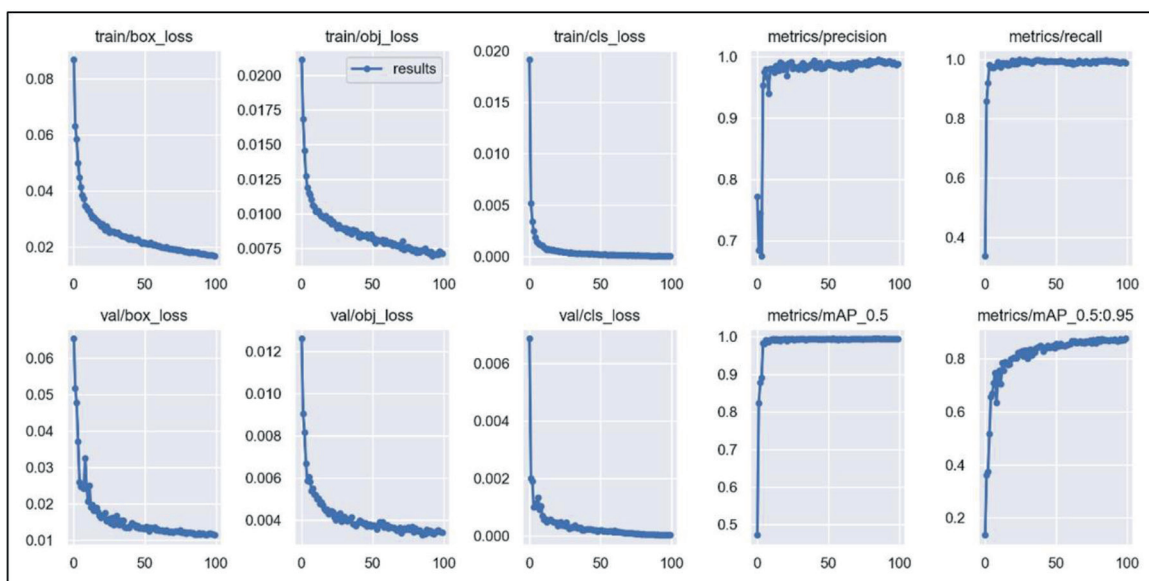 train/box_loss
0.08
0.06
0.04
0.02
0 50 100
train/obj_loss
results
0.0200
0.0175
0.0150
0.0125
0.0100
0.0075
0 50 100
train/cls_loss
0.020
0.015
0.010
0.005
0.000
0 50 100
metrics/precision
1.0
0.9
0.8
0.7
0 50 100
metrics/recall
1.0
0.8
0.6
0.4
0 50 100
val/box_loss
0.06
0.05
0.04
0.03
0.02
0.01
0 50 100
val/obj_loss
0.012
0.010
0.008
0.006
0.004
0 50 100
val/cls_loss
0.006
0.004
0.002
0.000
0 50 100
metrics/mAP_0.5
1.0
0.9
0.8
0.7
0.6
0.5
0 50 100
metrics/mAP_0.5:0.95
0.8
0.6
0.4
0.2
0 50 100